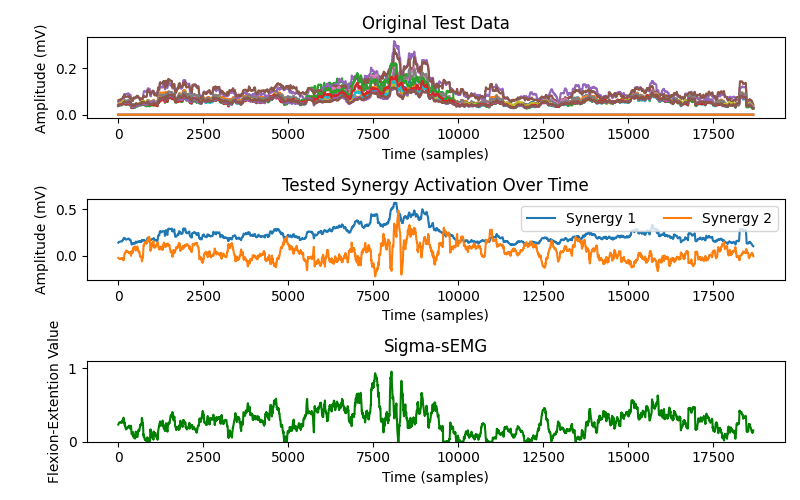 Original Test Data
Amplitude (mV)
0.2
0.0
0 2500 5000 7500 10000 12500 15000 17500
Time (samples)
Tested Synergy Activation Over Time
Amplitude (mV)
0.5
0.0
Synergy 1 Synergy 2
0 2500 5000 7500 10000 12500 15000 17500
Time (samples)
Sigma-sEMG
Flexion-Extention Value
1
0
0 2500 5000 7500 10000 12500 15000 17500
Time (samples)